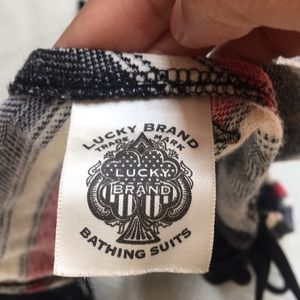 LUCKY BRAND
TRADE MARK
LUCKY
BRAND
BATHING SUITS